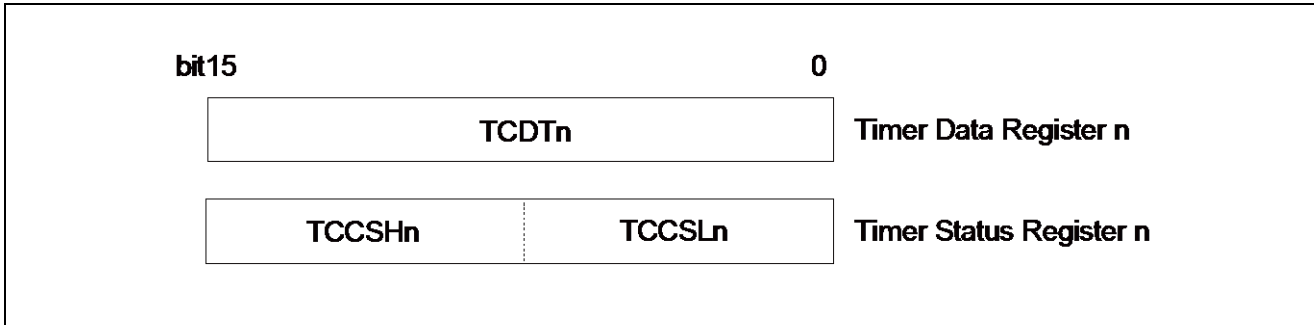 bit15 0
TCDTn Timer Data Register n
TCCSHn TCCSLn Timer Status Register n